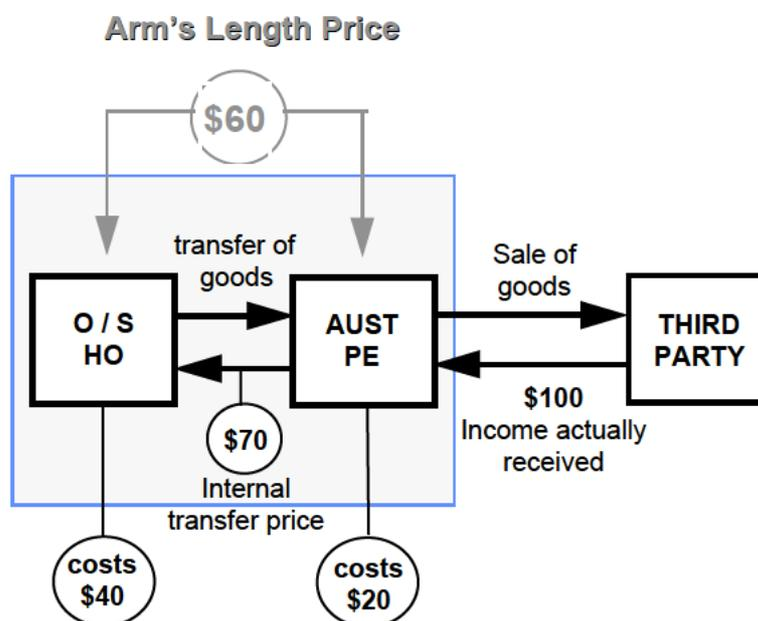 Arm's Length Price
$60
transfer of
goods
Sale of
goods
O / S
HO
AUST
PE
THIRD
PARTY
$100
Income actually
received
$70
Internal
transfer price
costs
$40
costs
$20